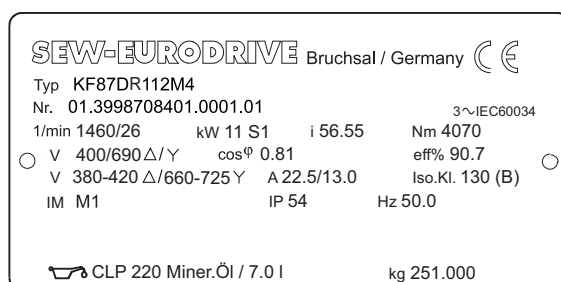 SEW-EURODRIVE Bruchsal / Germany CE
Typ KF87DR112M4
Nr. 01.3998708401.0001.01 3~IEC60034
1/min 1460/26 kW 11 S1 i 56.55 Nm 4070
V 400/690 △/Y cosφ 0.81 eff% 90.7
V 380-420 △/660-725 Y A 22.5/13.0 Iso.Kl. 130 (B)
IM M1 IP 54 Hz 50.0
CLP 220 Miner.Öl / 7.0 l kg 251.000